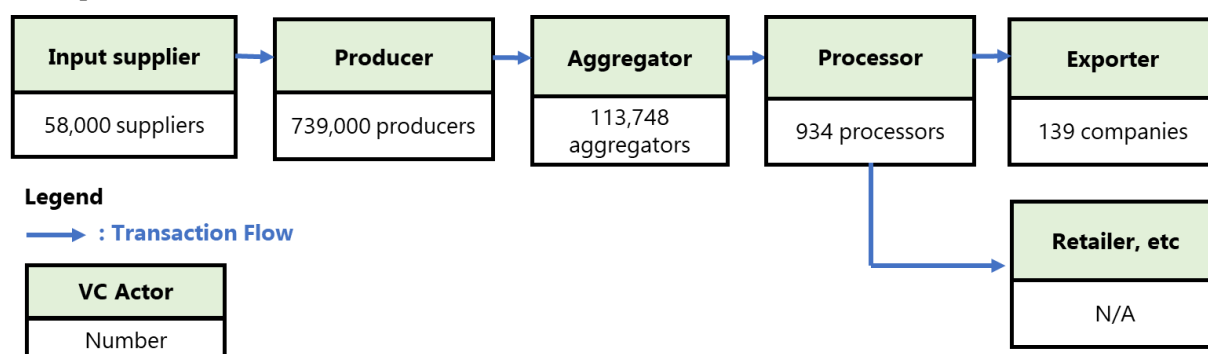 Input supplier
58,000 suppliers
Producer
739,000 producers
Aggregator
113,748
aggregators
Processor
934 processors
Exporter
139 companies
Legend
: Transaction Flow
VC Actor
Number
Retailer, etc
N/A